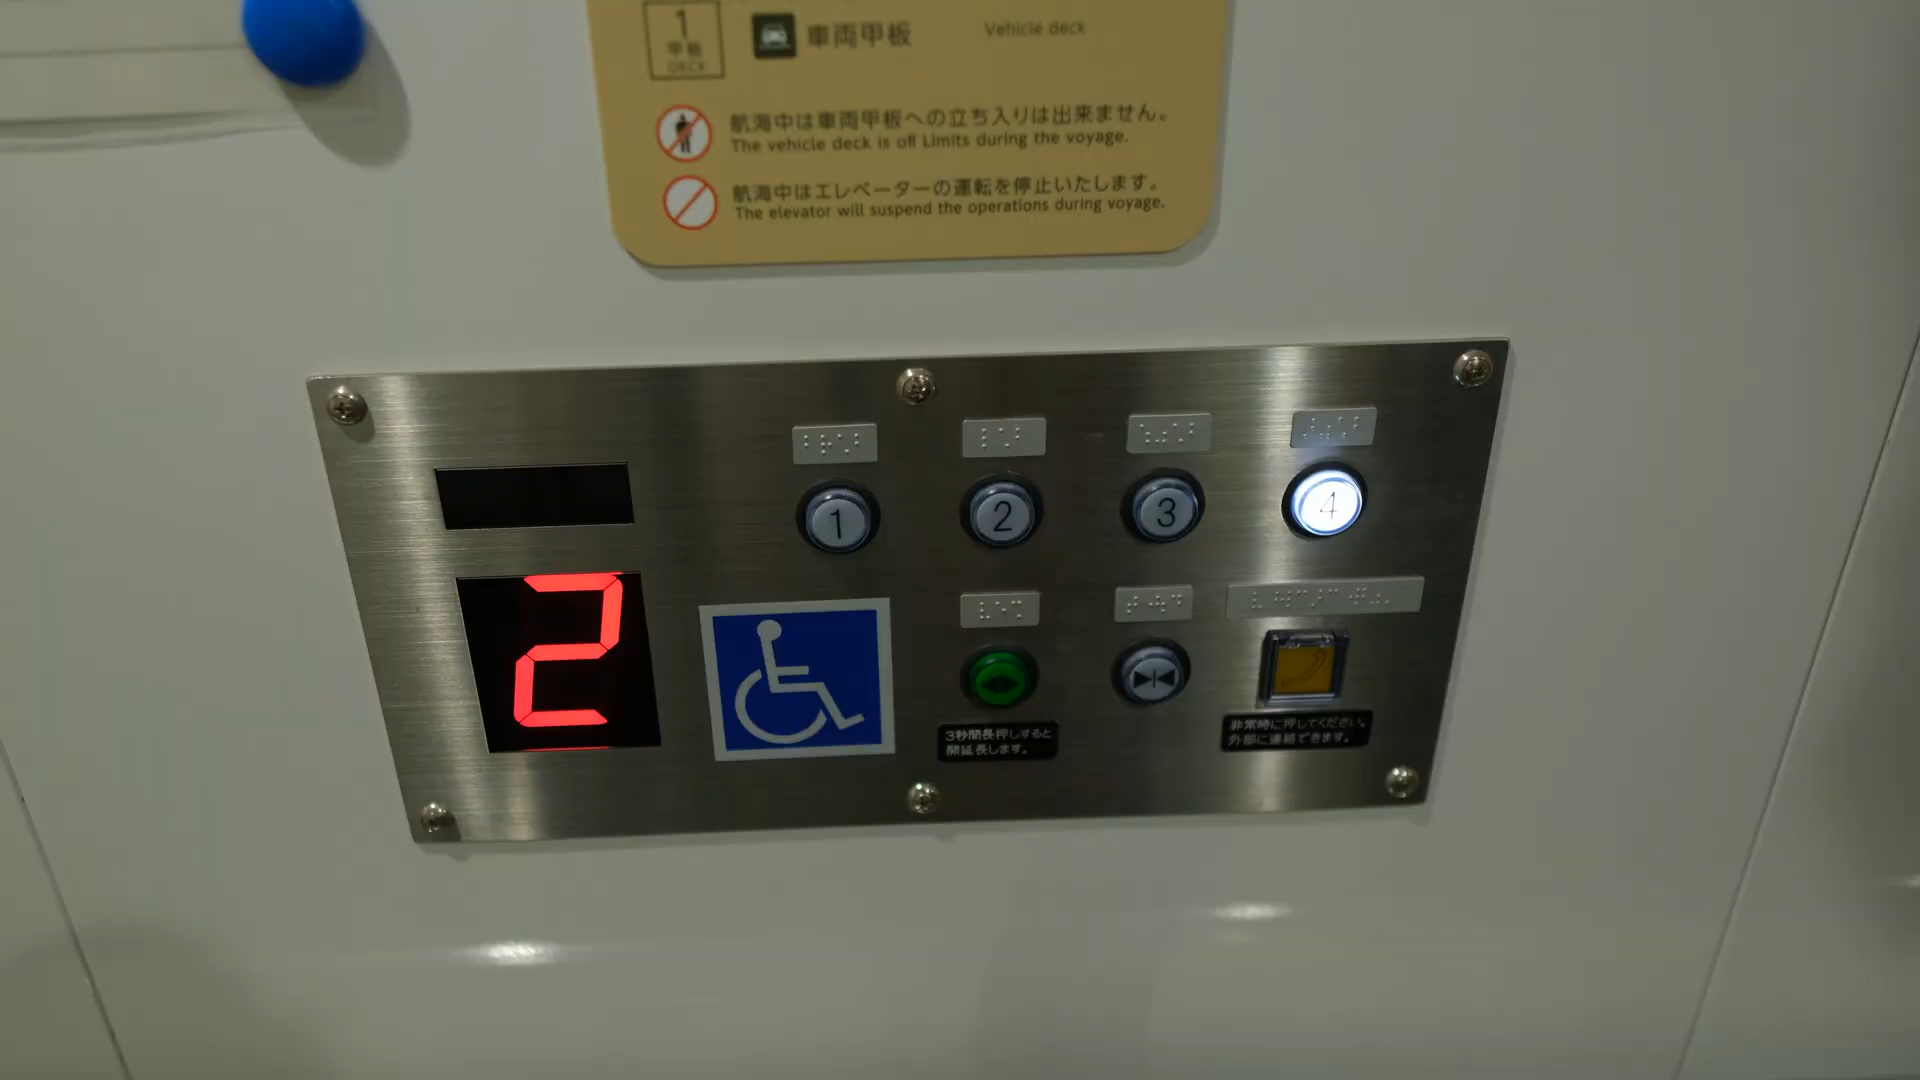 1
甲板
DECK
車両甲板 Vehicle deck
航海中は車両甲板への立ち入りは出来ません。
The vehicle deck is off Limits during the voyage.
航海中はエレベーターの運転を停止いたします。
The elevator will suspend the operations during voyage.
1 2 3 4
2
3秒間長押しすると
開延長します。
非常時に押してください。
外部に連絡できます。